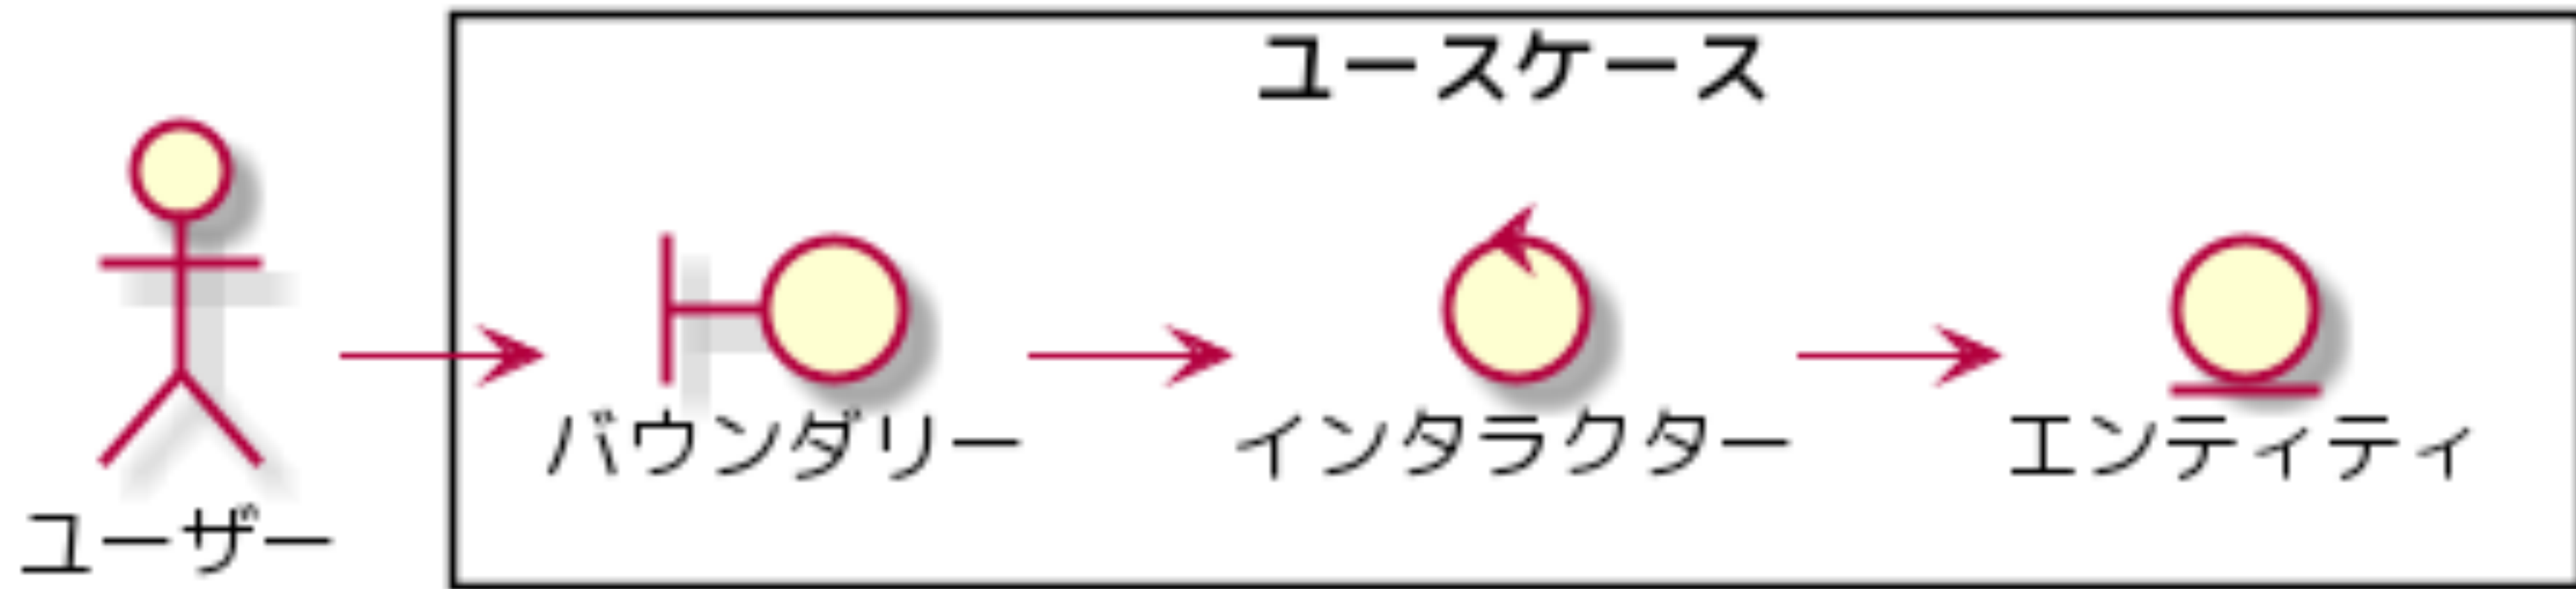 ユースケース
バウンダリー
インタラクター
エンティティ
ユーザー